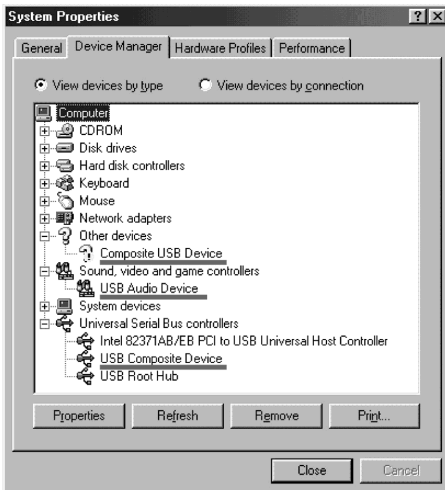 System Properties
General Device Manager Hardware Profiles Performance
View devices by type View devices by connection
Computer
CDROM
Disk drives
Hard disk controllers
Keyboard
Mouse
Network adapters
Other devices
Composite USB Device
Sound, video and game controllers
USB Audio Device
System devices
Universal Serial Bus controllers
Intel 82371AB/EB PCI to USB Universal Host Controller
USB Composite Device
USB Root Hub
Properties Refresh Remove Print...
Close Cancel